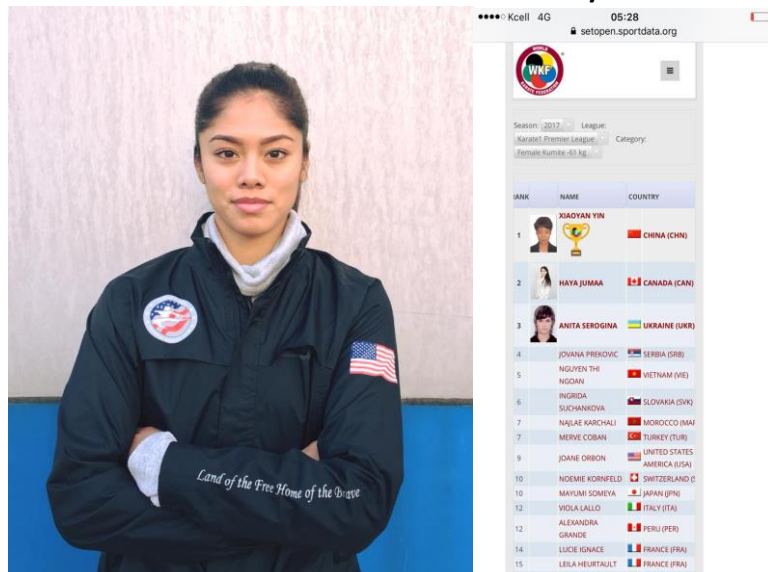 Land of the Free Home of the Brave
Kcell 4G 05:28
setopen.sportdata.org
WKF
Season: 2017 League:
Karate1 Premier League Category:
Female Kumite -61 kg
RANK NAME COUNTRY
1 XIAOYAN YIN CHINA (CHN)
2 HAYA JUMAA CANADA (CAN)
3 ANITA SEROGINA UKRAINE (UKR)
4 JOVANA PREKOVIC SERBIA (SRB)
5 NGUYEN THI
NGOAN VIETNAM (VIE)
6 INGRIDA
SUCHANKOVA SLOVAKIA (SVK)
7 NAJLAE KARCHALI MOROCCO (MAR
7 MERVE COBAN TURKEY (TUR)
9 JOANE ORBON UNITED STATES
AMERICA (USA)
10 NOEMIE KORNFELD SWITZERLAND (S
10 MAYUMI SOMEYA JAPAN (JPN)
12 VIOLA LALLO ITALY (ITA)
12 ALEXANDRA
GRANDE PERU (PER)
14 LUCIE IGNACE FRANCE (FRA)
15 LEILA HEURTAULT FRANCE (FRA)